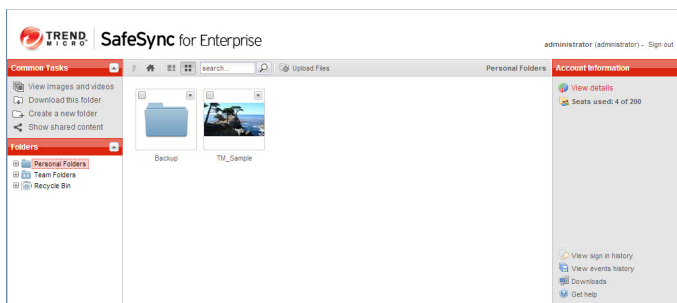 TREND MICRO SafeSync for Enterprise
administrator (administrator) - Sign out
Common Tasks
View images and videos
Download this folder
Create a new folder
Show shared content
Folders
Personal Folders
Team Folders
Recycle Bin
search...
Upload Files
Personal Folders
Backup
TM_Sample
Account Information
View details
Seats used: 4 of 200
View sign in history
View events history
Downloads
Get help